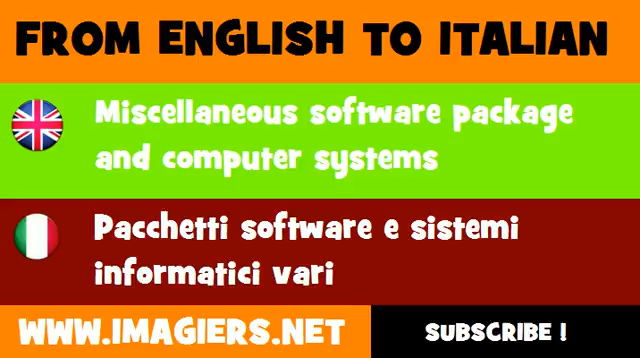 FROM ENGLISH TO ITALIAN
Miscellaneous software package
and computer systems
Pacchetti software e sistemi
informatici vari
WWW.IMAGIERS.NET
SUBSCRIBE !